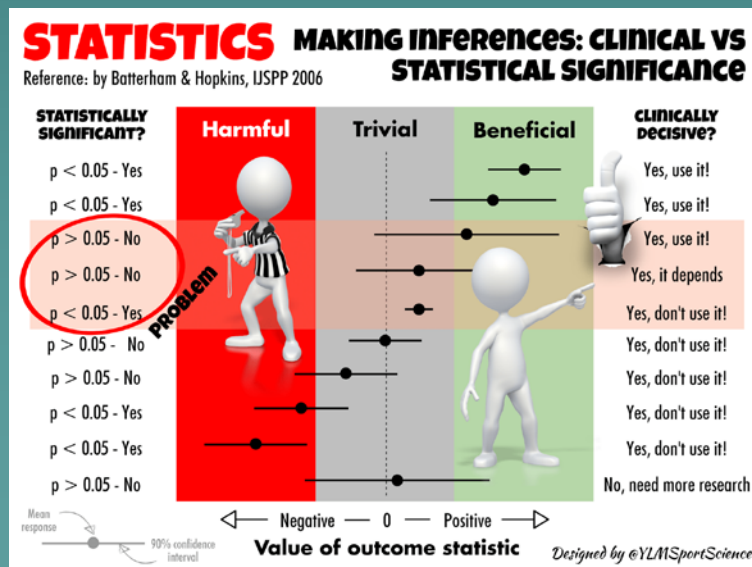 STATISTICS MAKING INFERENCES: CLINICAL VS
STATISTICAL SIGNIFICANCE
Reference: by Batterham & Hopkins, IJSPP 2006
STATISTICALLY
SIGNIFICANT?
Harmful
Trivial
Beneficial
CLINICALLY
DECISIVE?
p < 0.05 - Yes
Yes, use it!
p < 0.05 - Yes
Yes, use it!
p > 0.05 - No
Yes, use it!
p > 0.05 - No
Yes, it depends
p < 0.05 - Yes
Yes, don't use it!
PROBLEM
p > 0.05 - No
Yes, don't use it!
p > 0.05 - No
Yes, don't use it!
p < 0.05 - Yes
Yes, don't use it!
p < 0.05 - Yes
Yes, don't use it!
p > 0.05 - No
No, need more research
Mean
response
90% confidence
interval
Negative — 0 — Positive
Value of outcome statistic
Designed by @YLMSportScience